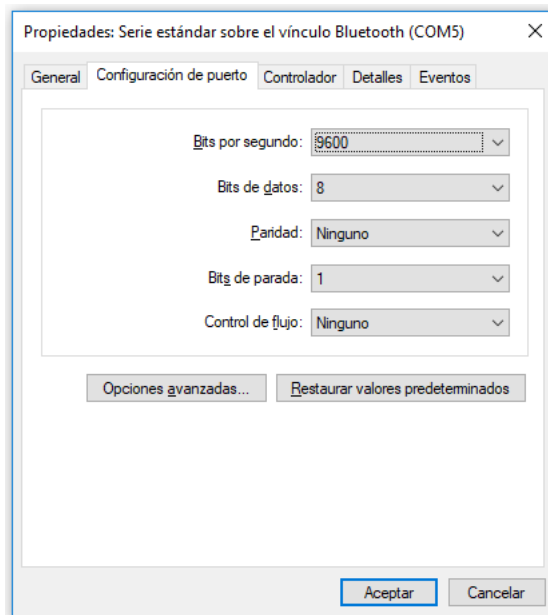 Propiedades: Serie estándar sobre el vínculo Bluetooth (COM5)
General Configuración de puerto Controlador Detalles Eventos
Bits por segundo: 9600
Bits de datos: 8
Paridad: Ninguno
Bits de parada: 1
Control de flujo: Ninguno
Opciones avanzadas... Restaurar valores predeterminados
Aceptar Cancelar